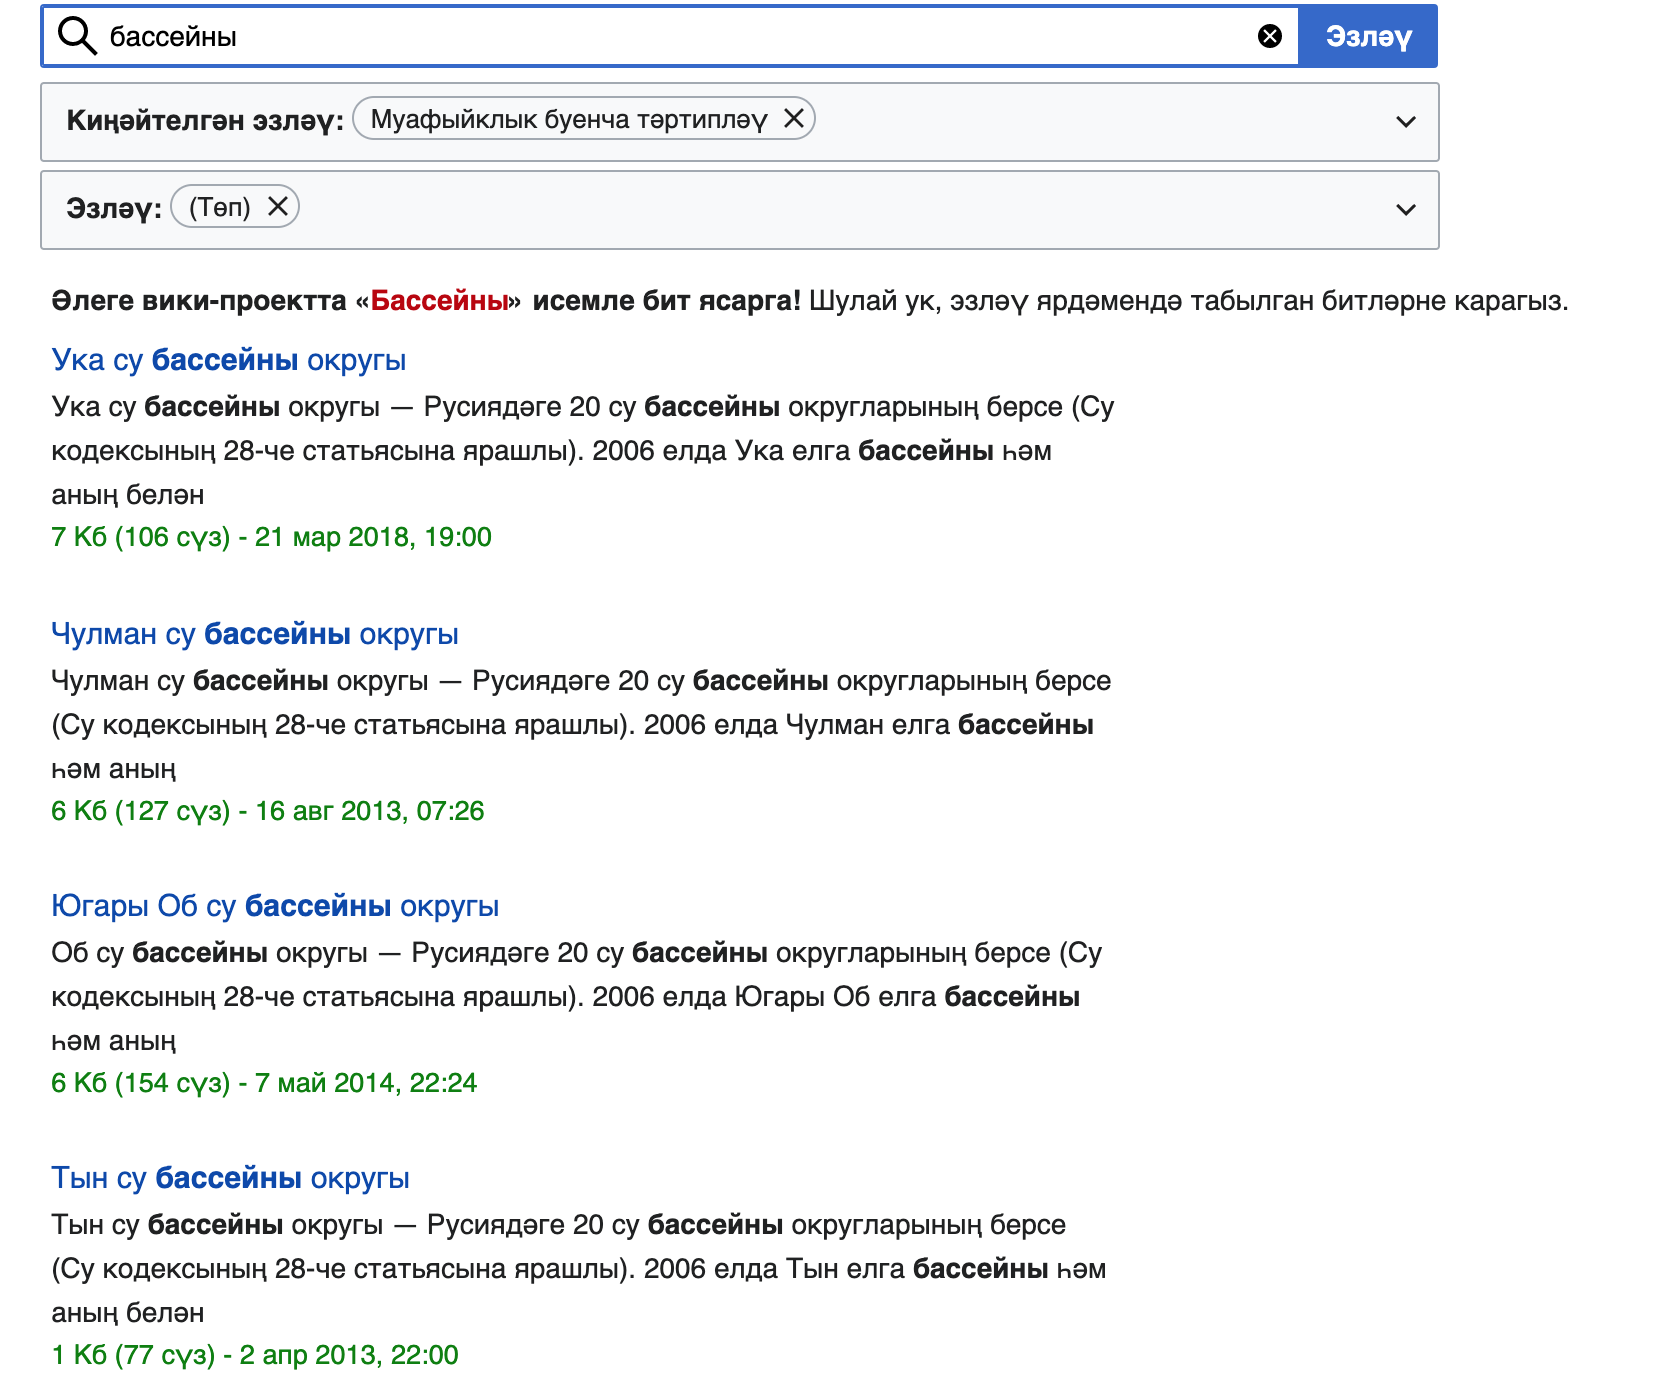 бассейны
Эзләү
Киңәйтелгән эзләү: Муафыйклык буенча тәртипләү
Эзләү: (Төп)
Әлеге вики-проектта «Бассейны» исемле бит ясарга! Шулай ук, эзләү ярдәмендә табылган битләрне карагыз.
Ука су бассейны округы
Ука су бассейны округы — Русиядәге 20 су бассейны округларының берсе (Су
кодексының 28-че статьясына ярашлы). 2006 елда Ука елга бассейны һәм
аның белән
7 Кб (106 сүз) - 21 мар 2018, 19:00
Чулман су бассейны округы
Чулман су бассейны округы — Русиядәге 20 су бассейны округларының берсе
(Су кодексының 28-че статьясына ярашлы). 2006 елда Чулман елга бассейны
һәм аның
6 Кб (127 сүз) - 16 авг 2013, 07:26
Югары Об су бассейны округы
Об су бассейны округы — Русиядәге 20 су бассейны округларының берсе (Су
кодексының 28-че статьясына ярашлы). 2006 елда Югары Об елга бассейны
һәм аның
6 Кб (154 сүз) - 7 май 2014, 22:24
Тын су бассейны округы
Тын су бассейны округы — Русиядәге 20 су бассейны округларының берсе
(Су кодексының 28-че статьясына ярашлы). 2006 елда Тын елга бассейны һәм
аның белән
1 Кб (77 сүз) - 2 апр 2013, 22:00